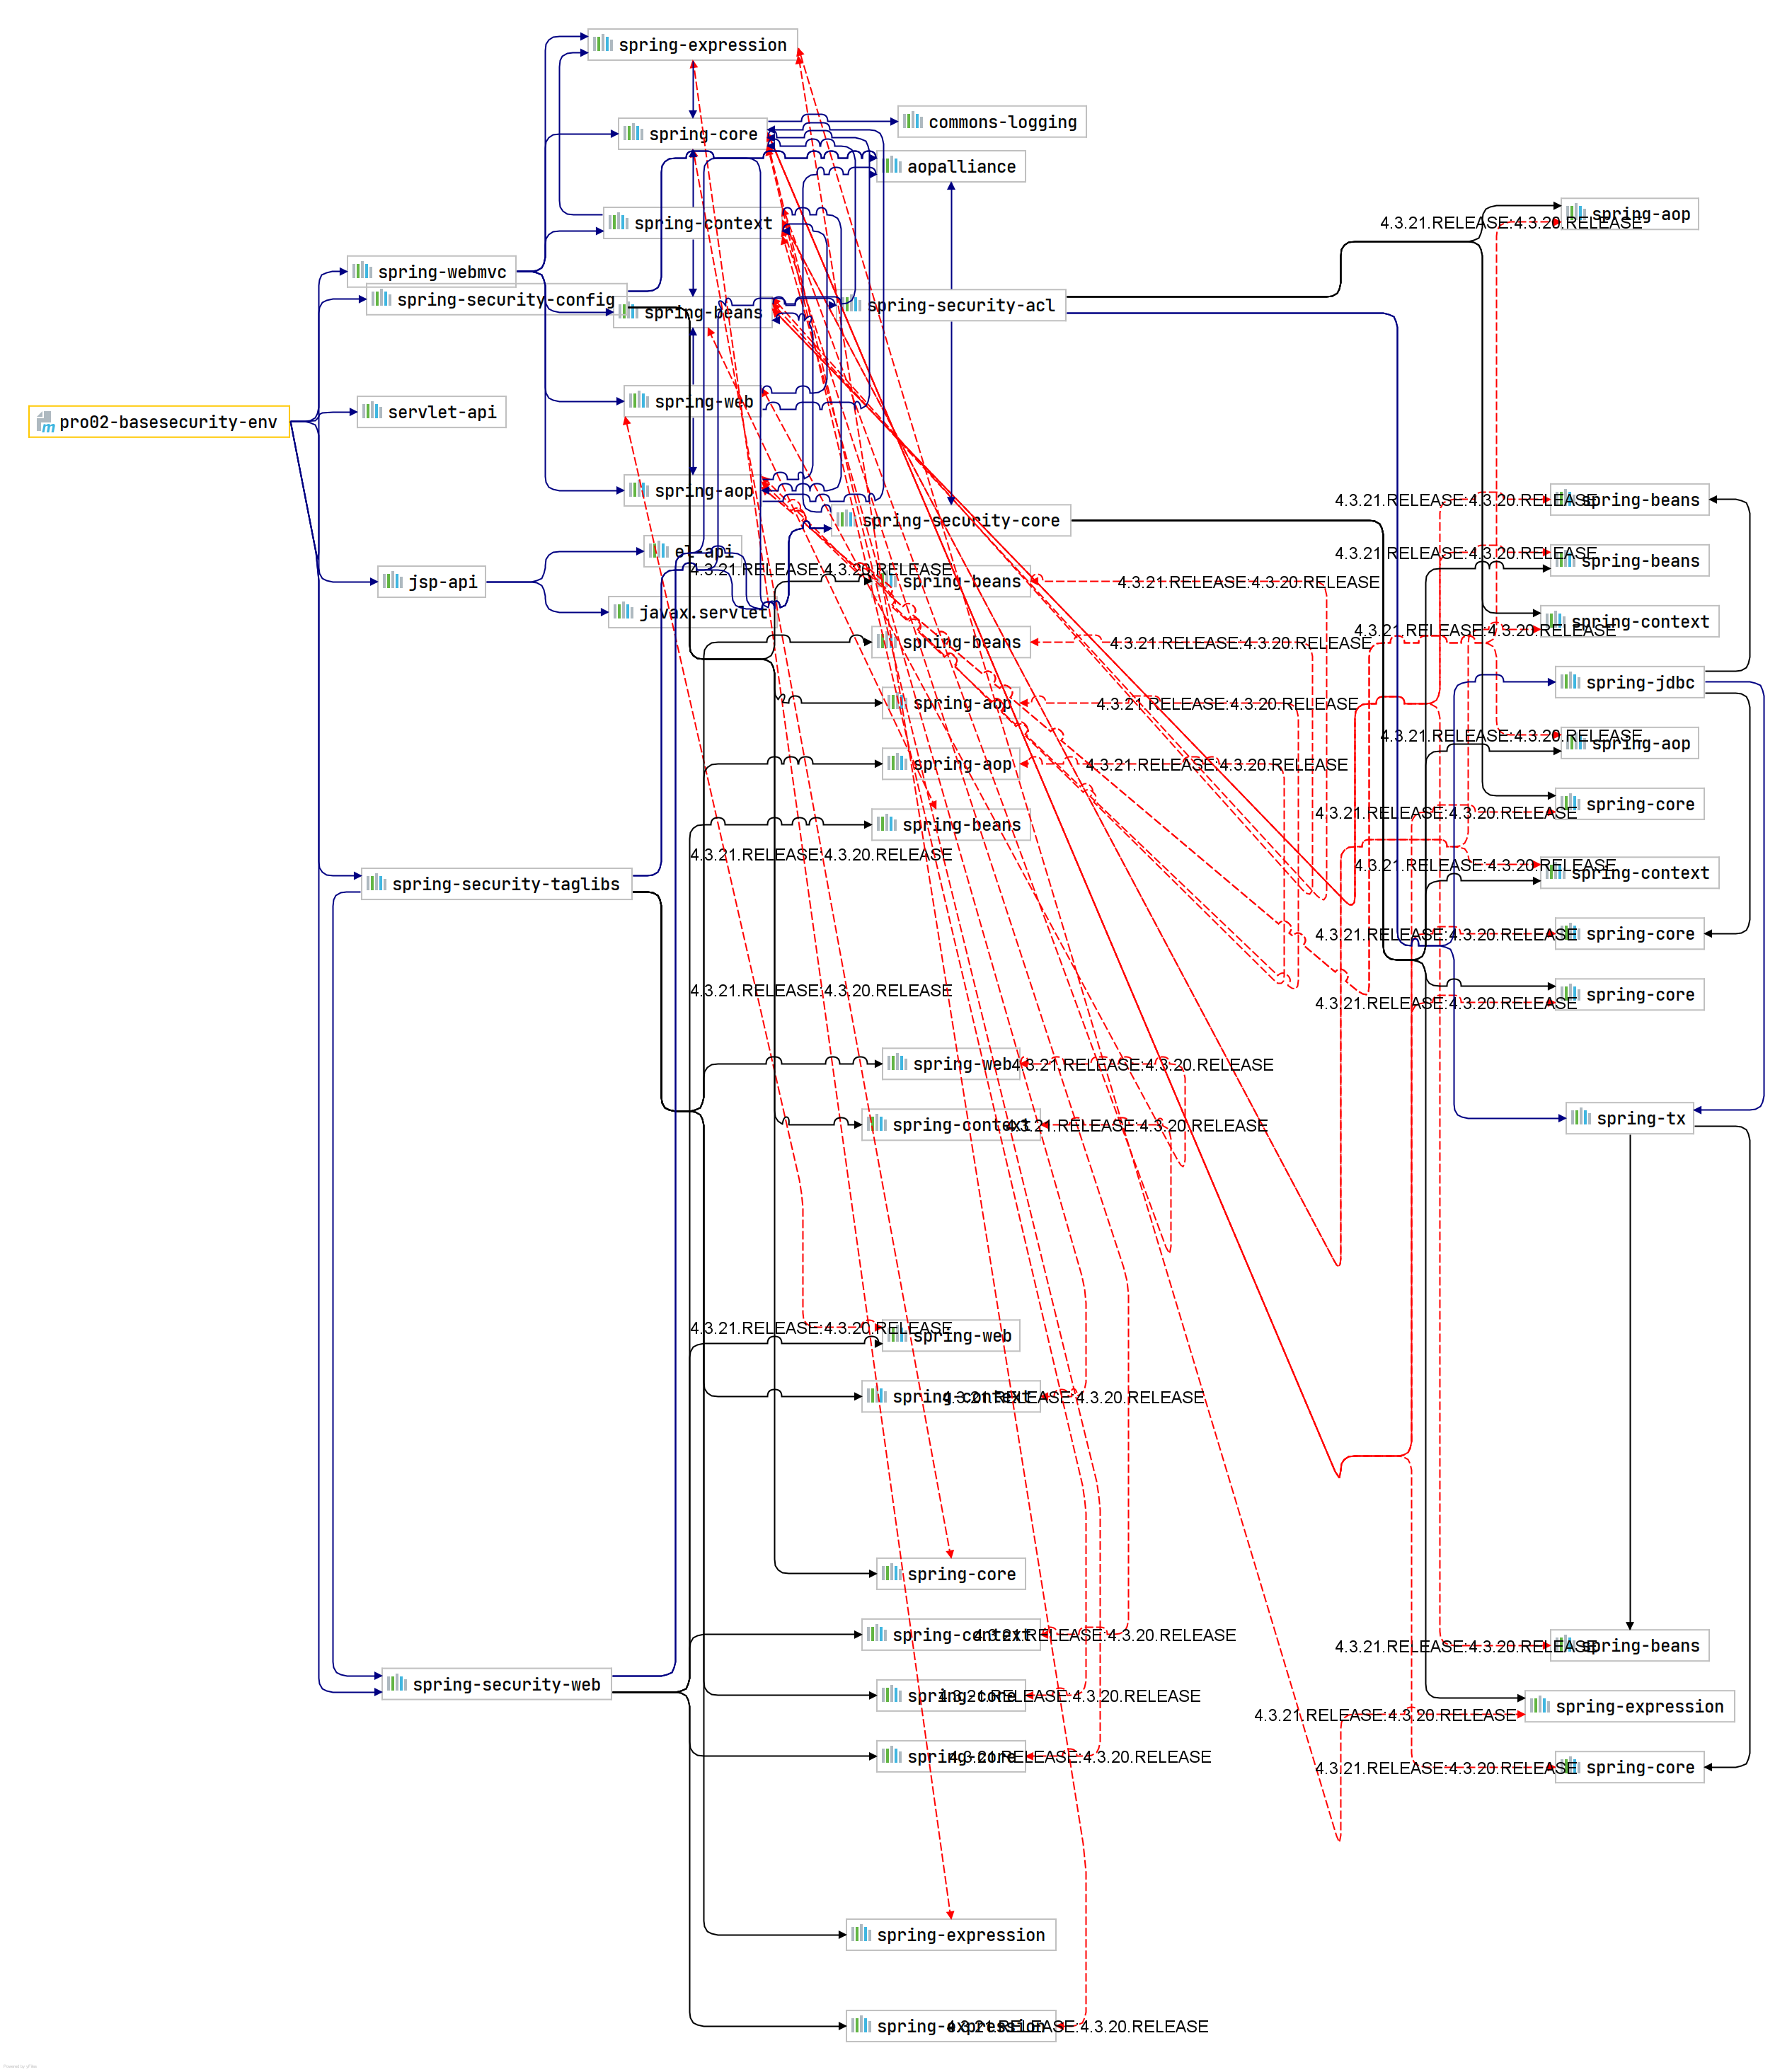 spring-expression
spring-core
commons-logging
aopalliance
spring-aop
4.3.21.RELEASE:4.3.20.RELEASE
spring-context
spring-webmvc
spring-security-config
spring-beans
spring-security-acl
spring-web
servlet-api
pro02-basesecurity-env
spring-aop
spring-beans
4.3.21.RELEASE:4.3.20.RELEASE
spring-security-core
el-api
4.3.21.RELEASE:4.3.20.RELEASE
spring-beans
4.3.21.RELEASE:4.3.20.RELEASE
jsp-api
spring-beans
4.3.21.RELEASE:4.3.20.RELEASE
javax.servlet
spring-context
4.3.21.RELEASE:4.3.20.RELEASE
spring-beans
4.3.21.RELEASE:4.3.20.RELEASE
spring-jdbc
spring-aop
4.3.21.RELEASE:4.3.20.RELEASE
4.3.21.RELEASE:4.3.20.RELEASE
spring-aop
spring-aop
4.3.21.RELEASE:4.3.20.RELEASE
spring-core
4.3.21.RELEASE:4.3.20.RELEASE
spring-beans
4.3.21.RELEASE:4.3.20.RELEASE
4.3.21.RELEASE:4.3.20.RELEASE
spring-context
spring-security-taglibs
4.3.21.RELEASE:4.3.20.RELEASE
spring-core
4.3.21.RELEASE:4.3.20.RELEASE
spring-core
4.3.21.RELEASE:4.3.20.RELEASE
spring-web
4.3.21.RELEASE:4.3.20.RELEASE
spring-tx
spring-context
4.3.21.RELEASE:4.3.20.RELEASE
4.3.21.RELEASE:4.3.20.RELEASE
spring-web
spring-context
4.3.21.RELEASE:4.3.20.RELEASE
spring-core
spring-context
4.3.21.RELEASE:4.3.20.RELEASE
4.3.21.RELEASE:4.3.20.RELEASE
spring-beans
spring-security-web
spring-core
4.3.21.RELEASE:4.3.20.RELEASE
spring-expression
4.3.21.RELEASE:4.3.20.RELEASE
spring-core
4.3.21.RELEASE:4.3.20.RELEASE
4.3.21.RELEASE:4.3.20.RELEASE
spring-core
spring-expression
spring-expression
4.3.21.RELEASE:4.3.20.RELEASE